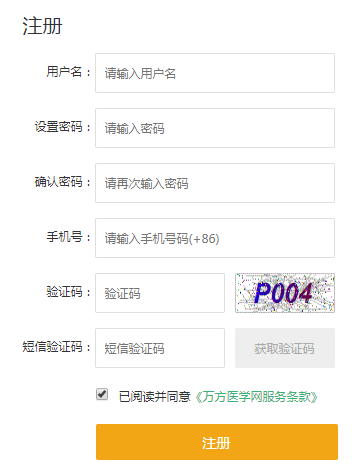 注册
用户名： 请输入用户名
设置密码： 请输入密码
确认密码： 请再次输入密码
手机号： 请输入手机号码(+86)
验证码： 验证码 P004
短信验证码： 短信验证码 获取验证码
已阅读并同意《万方医学网服务条款》
注册